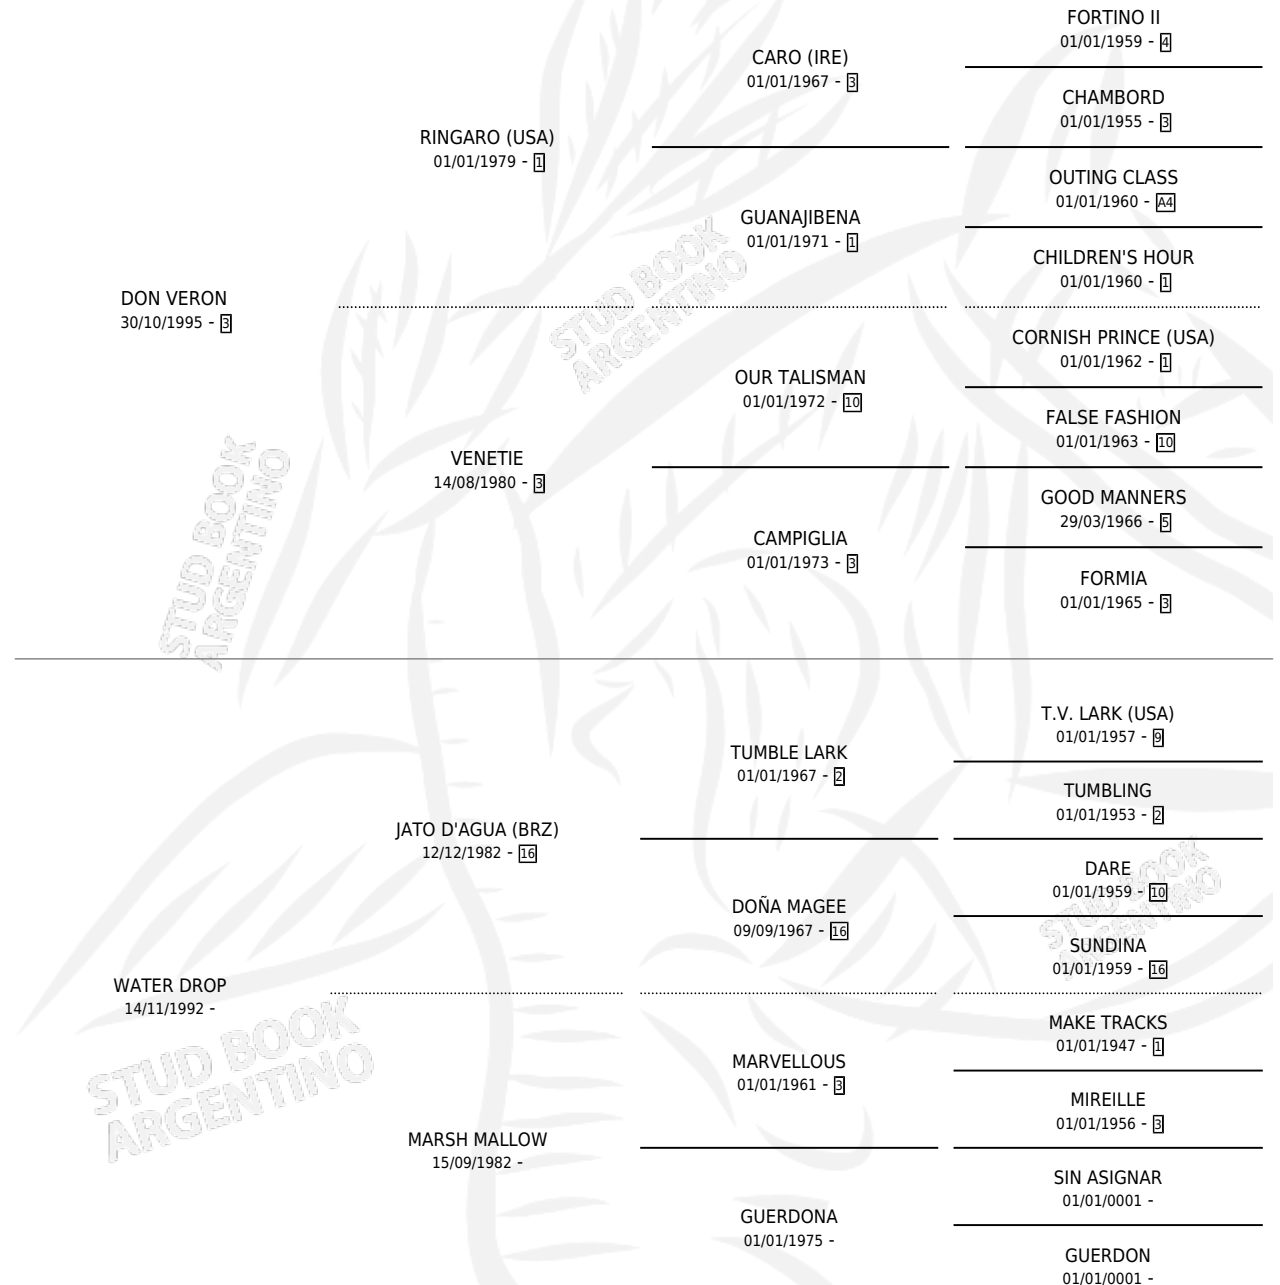 FORTINO II
01/01/1959 - 4
CARO (IRE)
01/01/1967 - 3
CHAMBORD
01/01/1955 - 3
RINGARO (USA)
01/01/1979 - 1
OUTING CLASS
01/01/1960 - A4
GUANAJIBENA
01/01/1971 - 1
CHILDREN'S HOUR
01/01/1960 - 1
DON VERON
30/10/1995 - 3
CORNISH PRINCE (USA)
01/01/1962 - 1
OUR TALISMAN
01/01/1972 - 10
FALSE FASHION
01/01/1963 - 10
VENETIE
14/08/1980 - 3
GOOD MANNERS
29/03/1966 - 5
CAMPIGLIA
01/01/1973 - 3
FORMIA
01/01/1965 - 3
T.V. LARK (USA)
01/01/1957 - 9
TUMBLE LARK
01/01/1967 - 2
TUMBLING
01/01/1953 - 2
JATO D'AGUA (BRZ)
12/12/1982 - 16
DARE
01/01/1959 - 10
DOÑA MAGEE
09/09/1967 - 16
SUNDINA
01/01/1959 - 16
WATER DROP
14/11/1992 -
MAKE TRACKS
01/01/1947 - 1
MARVELLOUS
01/01/1961 - 3
MIREILLE
01/01/1956 - 3
MARSH MALLOW
15/09/1982 -
SIN ASIGNAR
01/01/0001 -
GUERDONA
01/01/1975 -
GUERDON
01/01/0001 -
STUD BOOK
ARGENTINO
STUD BOOK
ARGENTINO
STUD BOOK
ARGENTINO
STUD BOOK
ARGENTINO